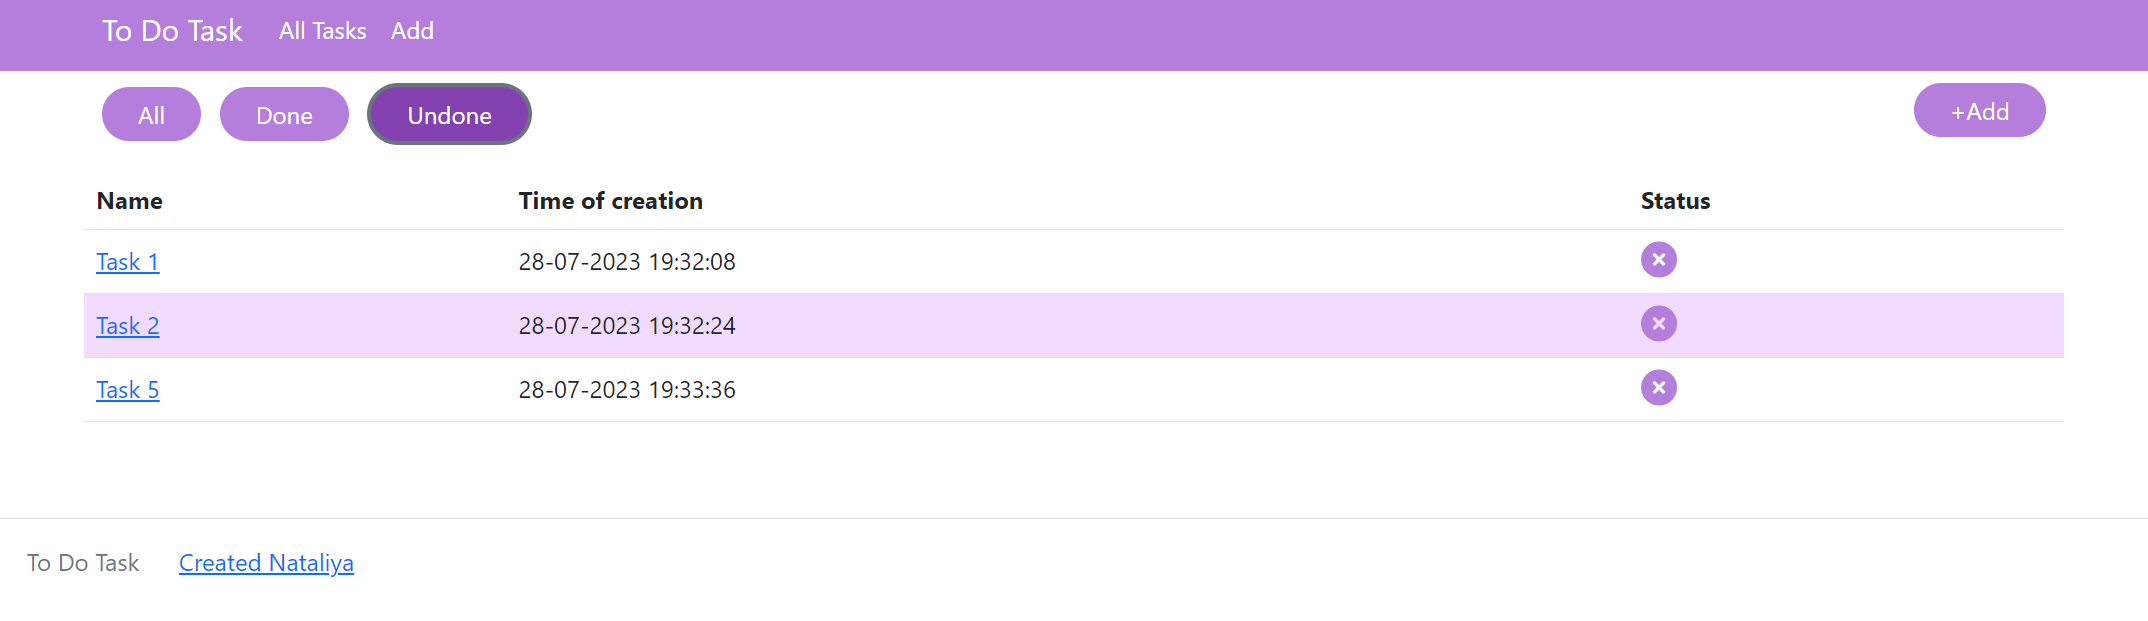 To Do Task All Tasks Add
All Done Undone +Add
Name Time of creation Status
Task 1 28-07-2023 19:32:08
Task 2 28-07-2023 19:32:24
Task 5 28-07-2023 19:33:36
To Do Task Created Nataliya